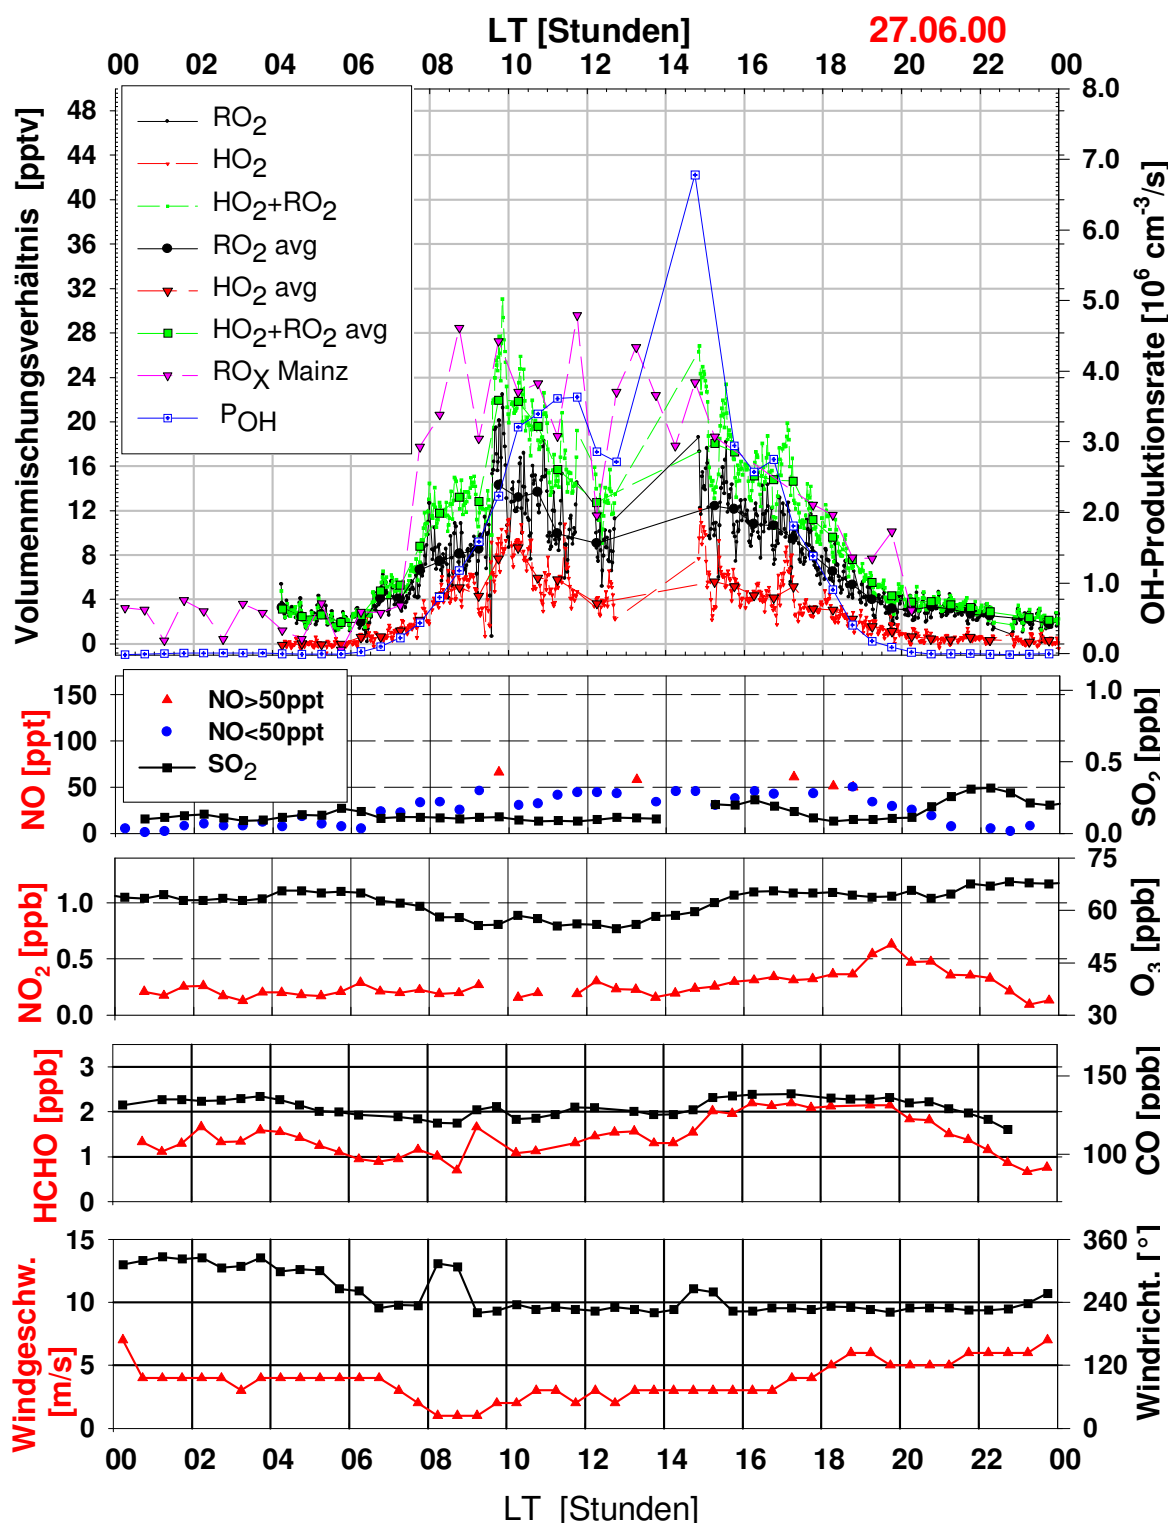 LT [Stunden] 27.06.00
00 02 04 06 08 10 12 14 16 18 20 22 00
Volumenmischungsverhältnis [pptv]
48
44
40
36
32
28
24
20
16
12
8
4
0
RO2
HO2
HO2+RO2
RO2 avg
HO2 avg
HO2+RO2 avg
ROX Mainz
POH
8.0
7.0
6.0
5.0
4.0
3.0
2.0
1.0
0.0
OH-Produktionsrate [10^6 cm^-3/s]
NO [ppt]
150
100
50
0
NO>50ppt
NO<50ppt
SO2
1.0
0.5
0.0
SO2 [ppb]
NO2 [ppb]
1.0
0.5
0.0
75
60
45
30
O3 [ppb]
HCHO [ppb]
3
2
1
0
150
100
CO [ppb]
Windgeschw.
[m/s]
15
10
5
0
360
240
120
0
Windricht. [°]
00 02 04 06 08 10 12 14 16 18 20 22 00
LT [Stunden]